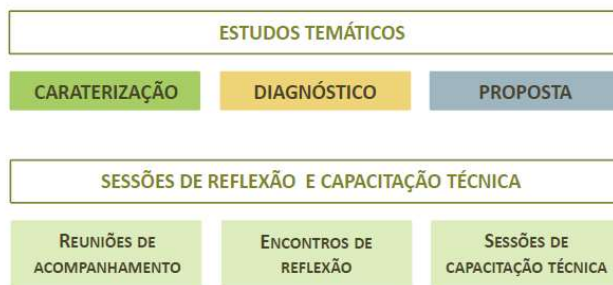 ESTUDOS TEMÁTICOS
CARATERIZAÇÃO DIAGNÓSTICO PROPOSTA
SESSÕES DE REFLEXÃO E CAPACITAÇÃO TÉCNICA
REUNIÕES DE ENCONTROS DE SESSÕES DE
ACOMPANHAMENTO REFLEXÃO CAPACITAÇÃO TÉCNICA